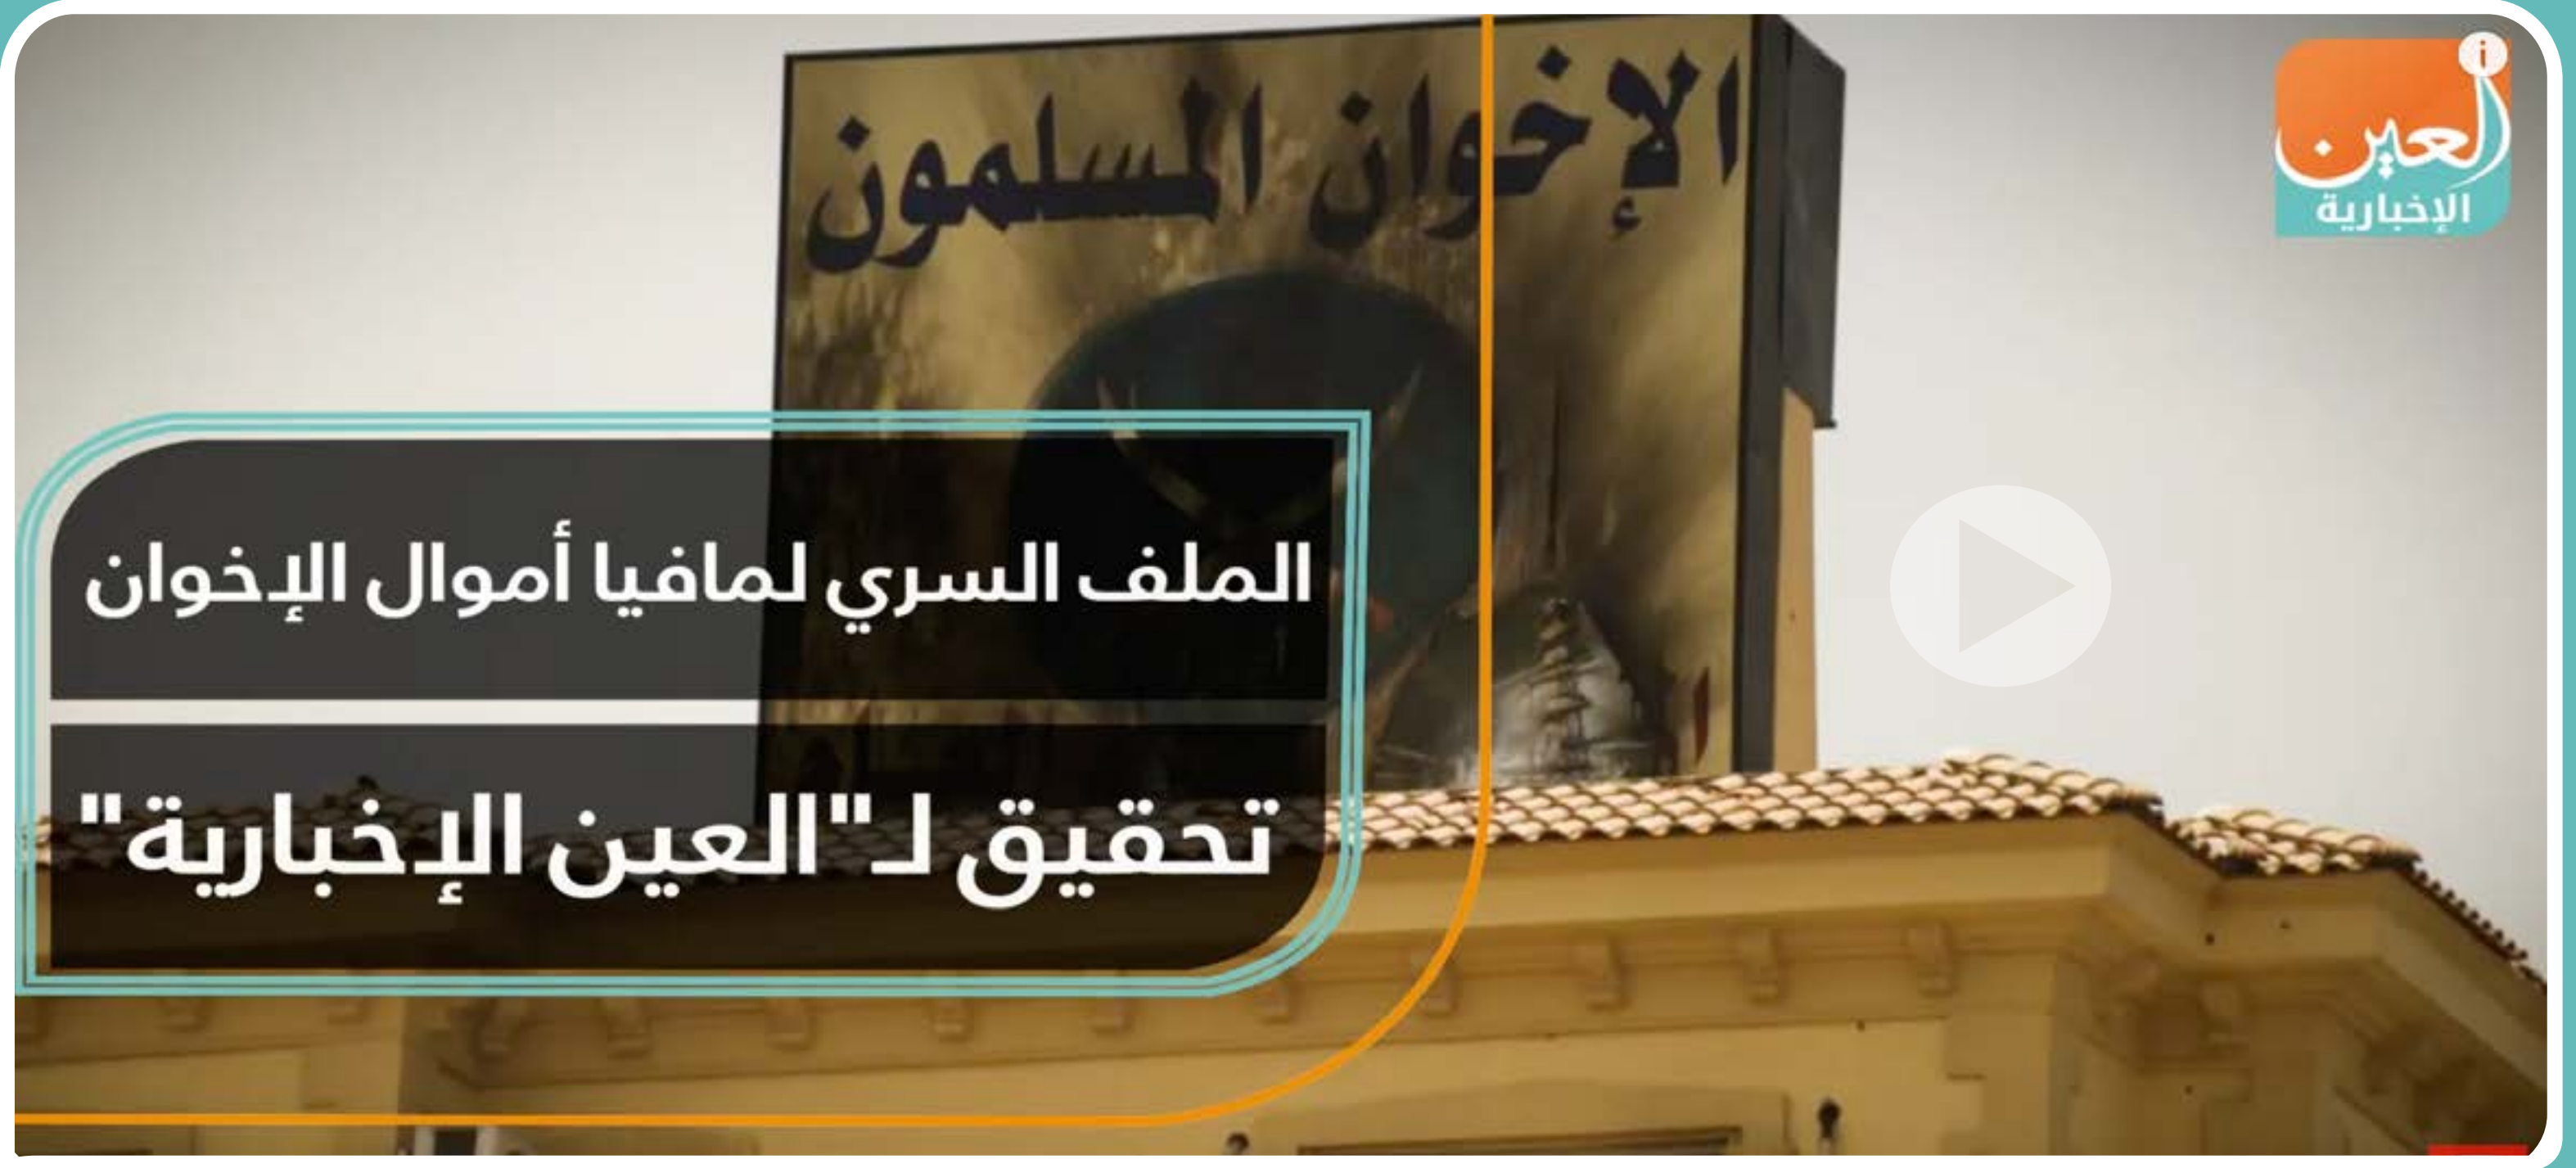 الإخوان المسلمون
العين
الإخبارية
الملف السري لمافيا أموال الإخوان
تحقيق لـ "العين الإخبارية"